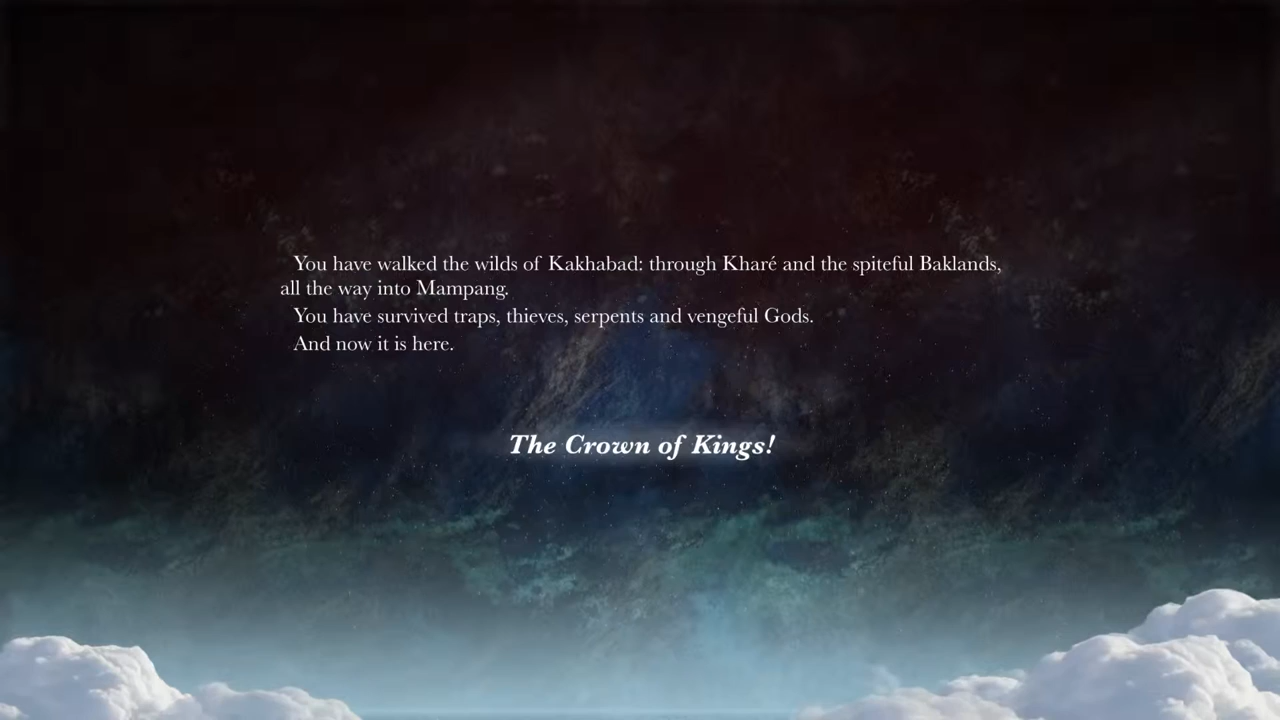 You have walked the wilds of Kakhabad: through Kharé and the spiteful Baklands,
all the way into Mampang.
You have survived traps, thieves, serpents and vengeful Gods.
And now it is here.
The Crown of Kings!